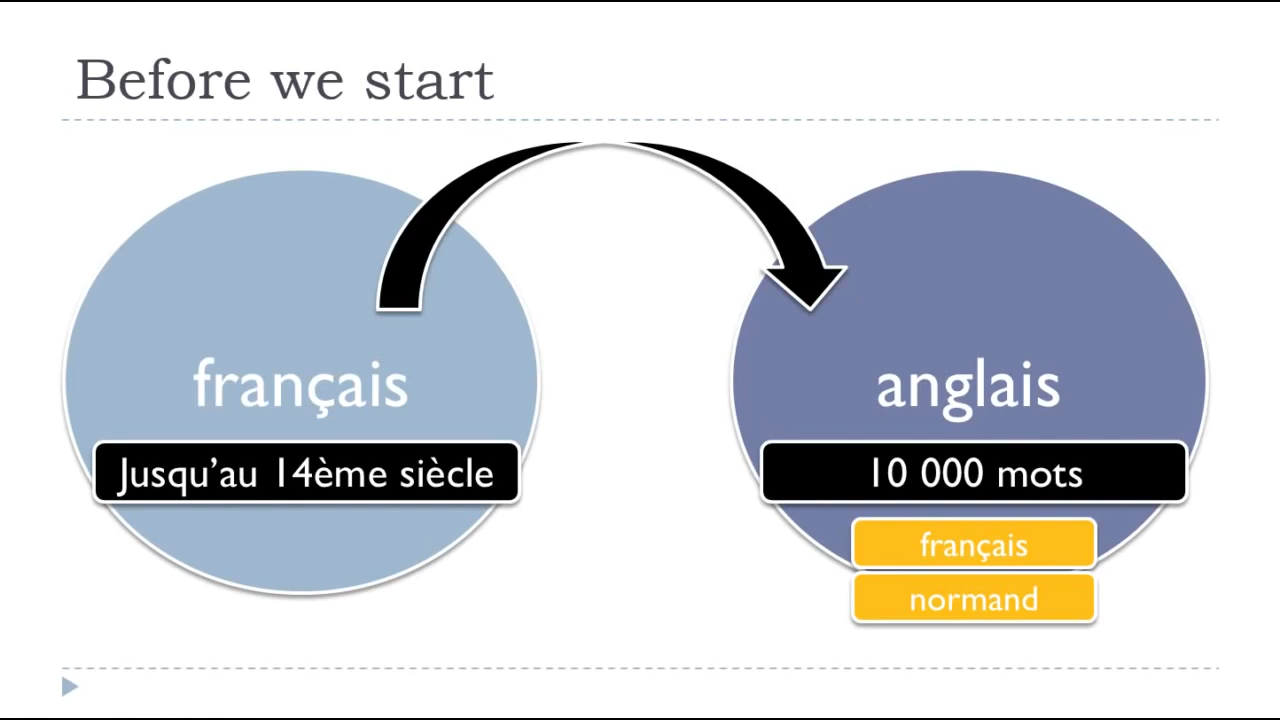 Before we start
français
anglais
Jusqu’au 14ème siècle
10 000 mots
français
normand